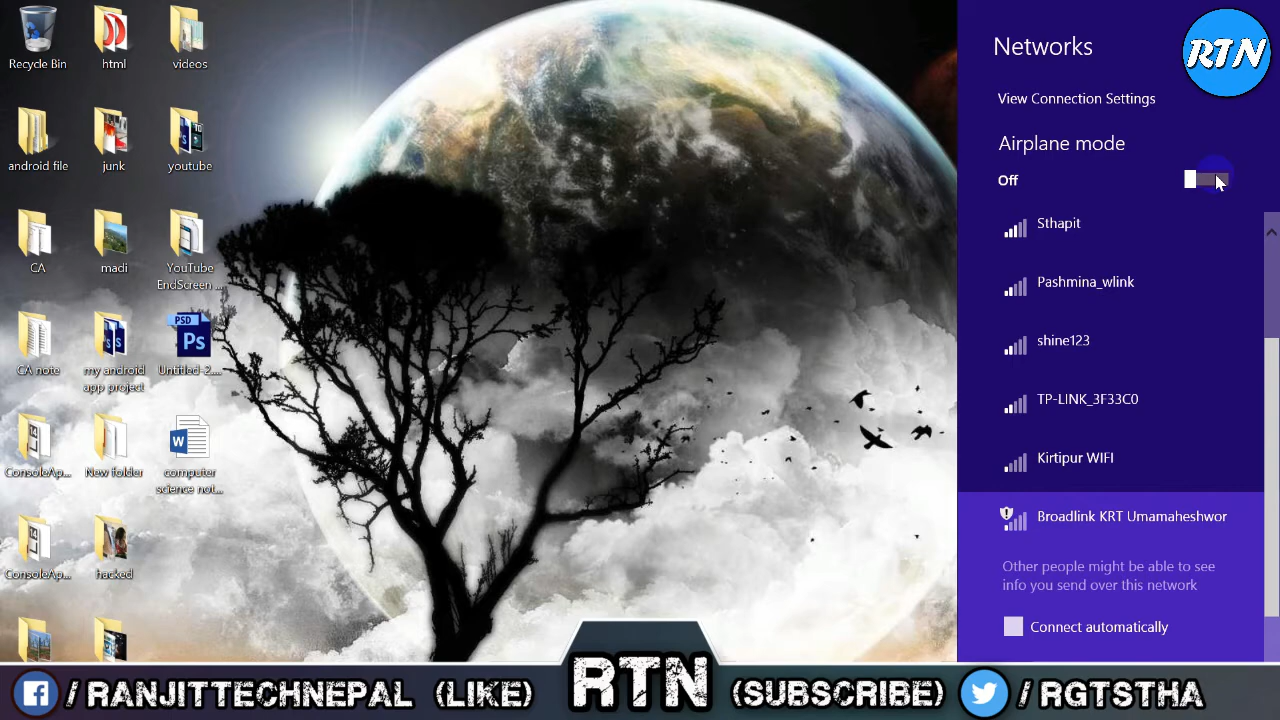 Recycle Bin
html
videos
android file
junk
youtube
CA
madi
YouTube
EndScreen ...
CA note
my android
app project
PSD
Ps
Untitled-2....
ConsoleAp...
New folder
W
computer
science not...
ConsoleAp...
hacked
Networks
RTN
View Connection Settings
Airplane mode
Off
Sthapit
Pashmina_wlink
shine123
TP-LINK_3F33C0
Kirtipur WIFI
Broadlink KRT Umamaheshwor
Other people might be able to see
info you send over this network
Connect automatically
/ RANJITTECHNEPAL (LIKE) RTN (SUBSCRIBE) / RGTSTHA